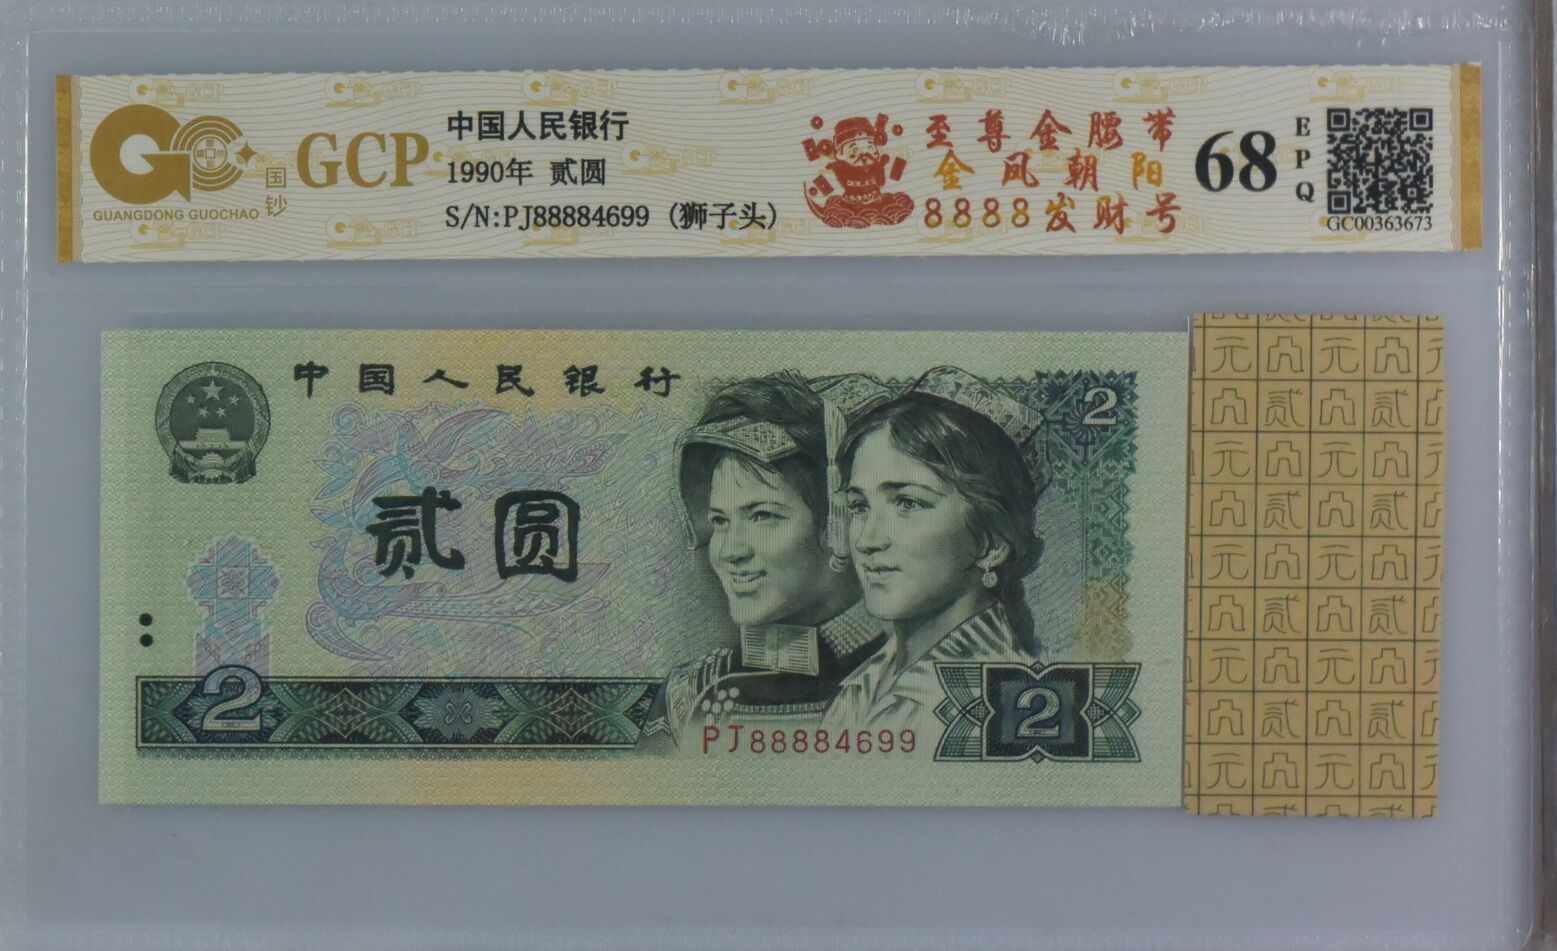 GCP
国钞
GUANGDONG GUOCHAO
中国人民银行
1990年 贰圆
S/N:PJ88884699 (狮子头)
至尊金腰带
金凤朝阳
8888发财号
68
EPQ
GC00363673
中国人民银行
贰圆
2
2
2
PJ88884699